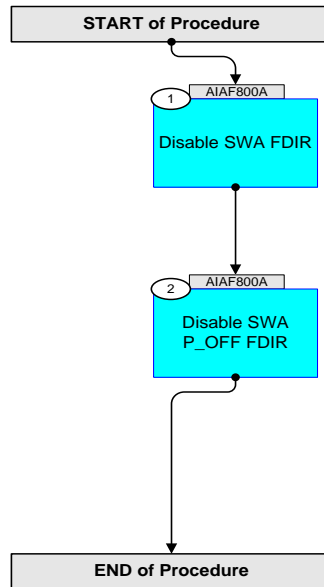 START of Procedure
AIAF800A
1
Disable SWA FDIR
AIAF800A
2
Disable SWA
P_OFF FDIR
END of Procedure